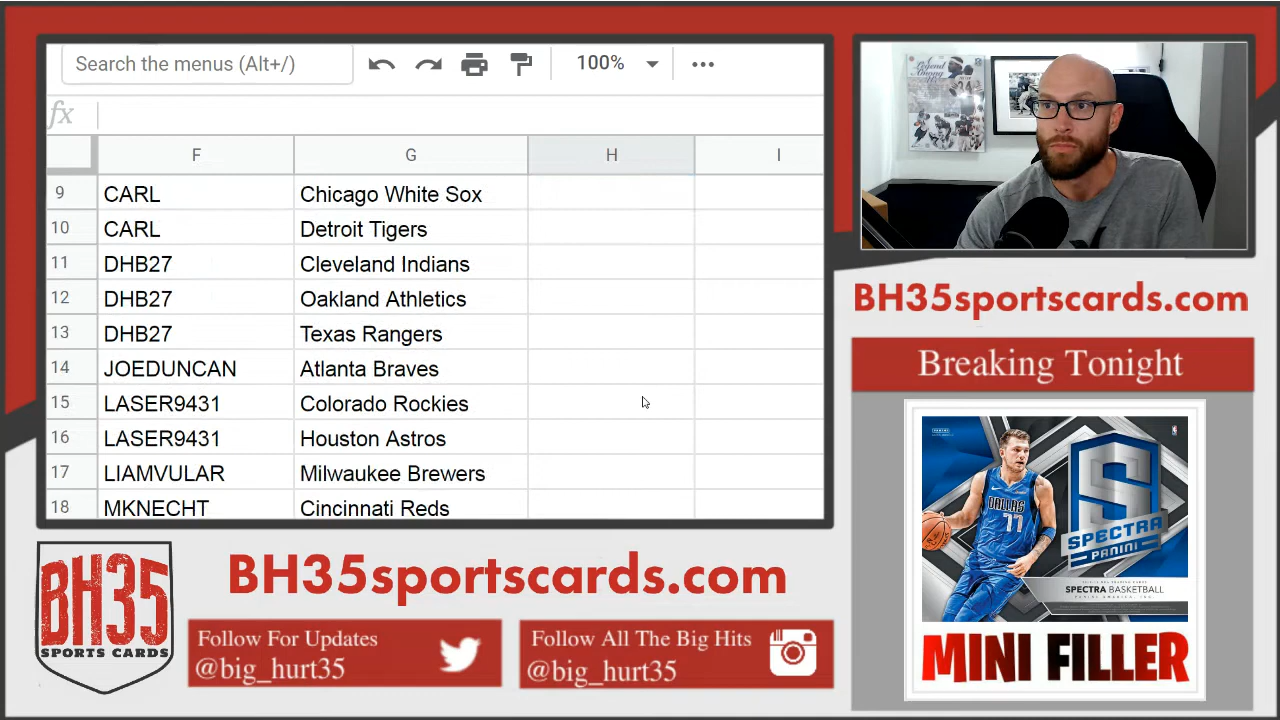 Search the menus (Alt+/)
100%
fx
F G H I
9 CARL Chicago White Sox
10 CARL Detroit Tigers
11 DHB27 Cleveland Indians
12 DHB27 Oakland Athletics
13 DHB27 Texas Rangers
14 JOEDUNCAN Atlanta Braves
15 LASER9431 Colorado Rockies
16 LASER9431 Houston Astros
17 LIAMVULAR Milwaukee Brewers
18 MKNECHT Cincinnati Reds
BH35sportscards.com
Breaking Tonight
DALLAS
77
S
SPECTRA
PANINI
SPECTRA BASKETBALL
MINI FILLER
BH35
SPORTS CARDS
BH35sportscards.com
Follow For Updates
@big_hurt35
Follow All The Big Hits
@big_hurt35